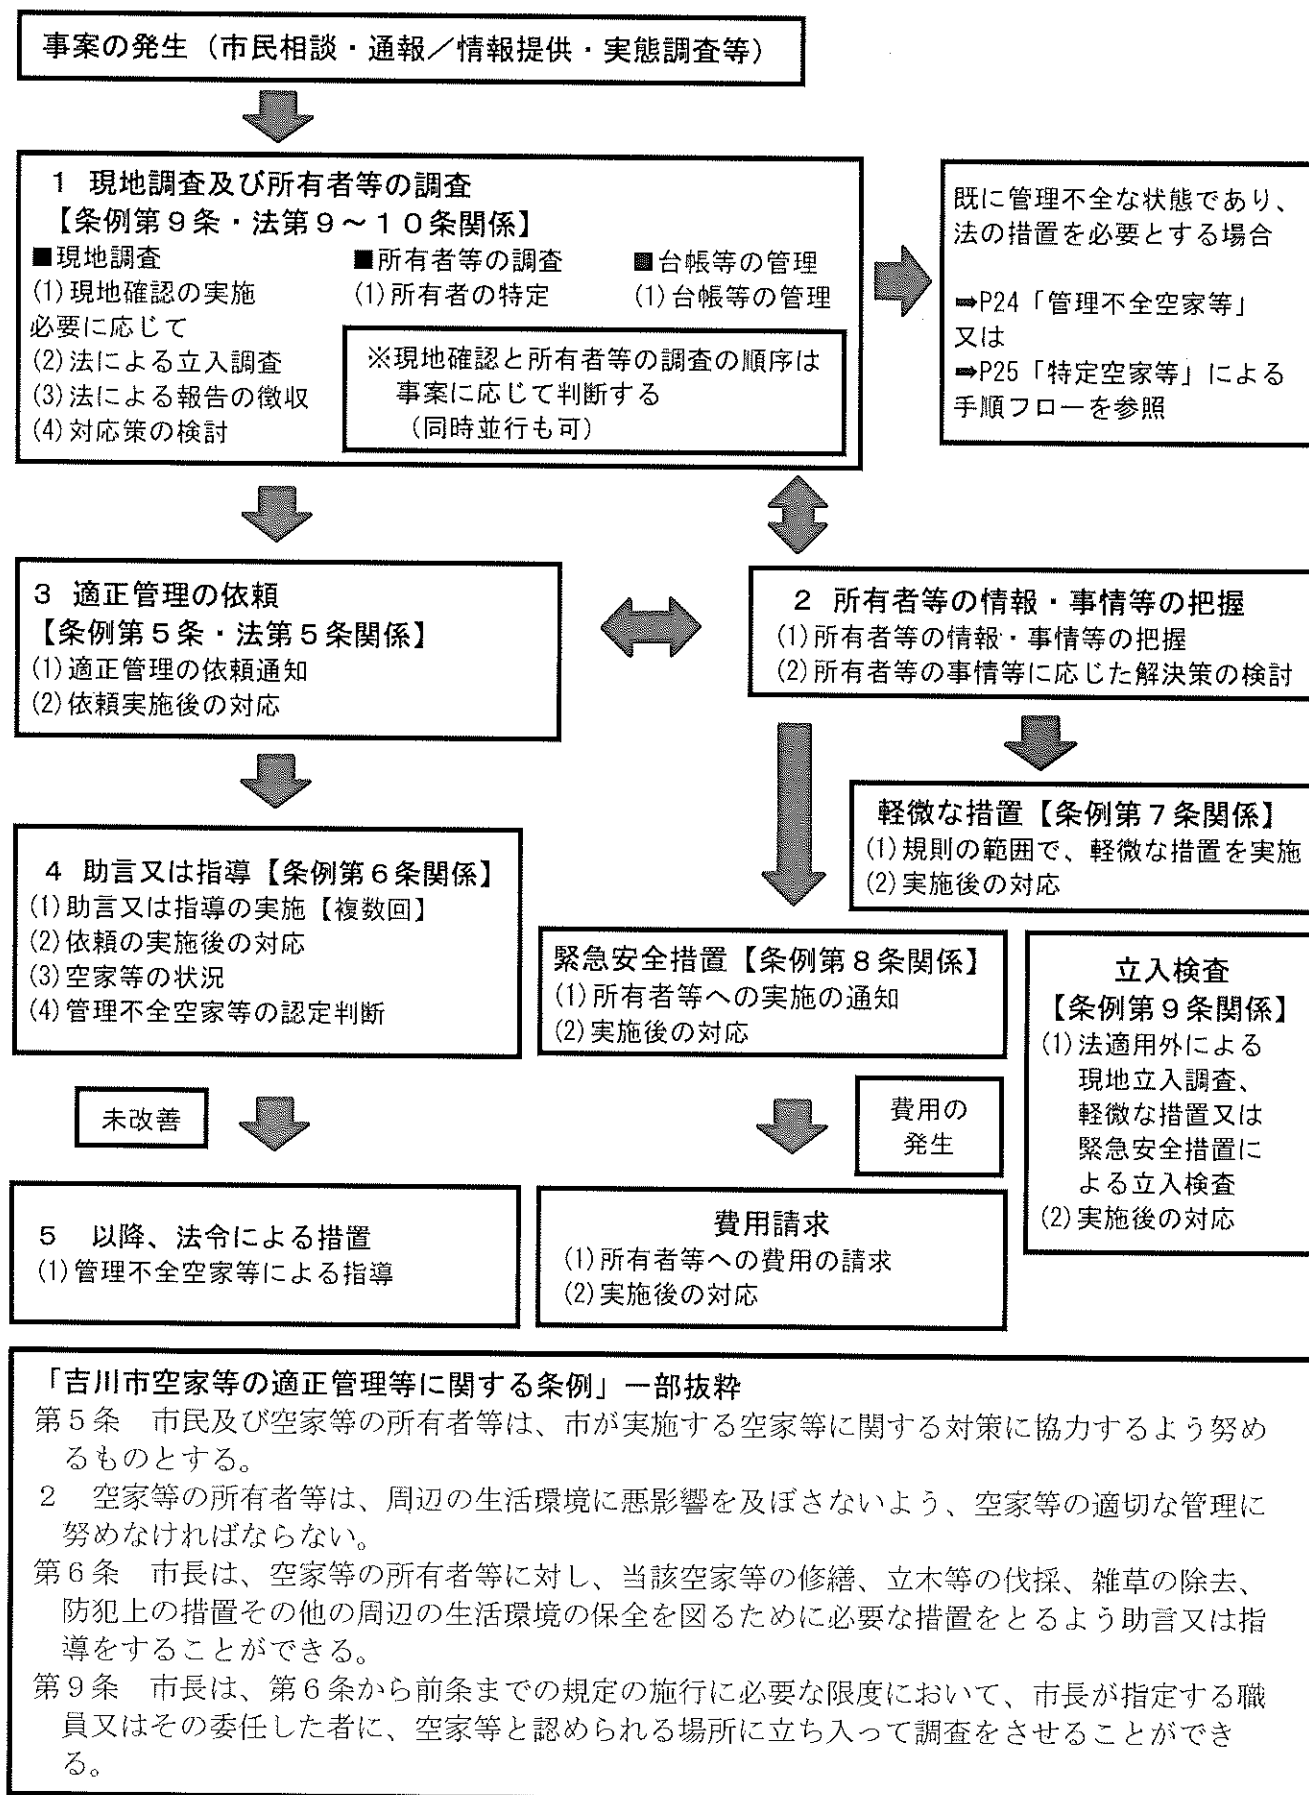 事案の発生（市民相談・通報／情報提供・実態調査等）
1 現地調査及び所有者等の調査
【条例第９条・法第９～１０条関係】
■現地調査
(1)現地確認の実施
必要に応じて
(2)法による立入調査
(3)法による報告の徴収
(4)対応策の検討
■所有者等の調査
(1)所有者の特定
■台帳等の管理
(1)台帳等の管理
※現地確認と所有者等の調査の順序は
事案に応じて判断する
（同時並行も可）
既に管理不全な状態であり、
法の措置を必要とする場合
➡P24「管理不全空家等」
又は
➡P25「特定空家等」による
手順フローを参照
3 適正管理の依頼
【条例第５条・法第５条関係】
(1)適正管理の依頼通知
(2)依頼実施後の対応
2 所有者等の情報・事情等の把握
(1)所有者等の情報・事情等の把握
(2)所有者等の事情等に応じた解決策の検討
軽微な措置【条例第７条関係】
(1)規則の範囲で、軽微な措置を実施
(2)実施後の対応
4 助言又は指導【条例第６条関係】
(1)助言又は指導の実施【複数回】
(2)依頼の実施後の対応
(3)空家等の状況
(4)管理不全空家等の認定判断
緊急安全措置【条例第８条関係】
(1)所有者等への実施の通知
(2)実施後の対応
立入検査
【条例第９条関係】
(1)法適用外による
現地立入調査、
軽微な措置又は
緊急安全措置に
よる立入検査
(2)実施後の対応
未改善
費用の
発生
5 以降、法令による措置
(1)管理不全空家等による指導
費用請求
(1)所有者等への費用の請求
(2)実施後の対応
「吉川市空家等の適正管理等に関する条例」一部抜粋
第５条　市民及び空家等の所有者等は、市が実施する空家等に関する対策に協力するよう努め
るものとする。
２　空家等の所有者等は、周辺の生活環境に悪影響を及ぼさないよう、空家等の適切な管理に
努めなければならない。
第６条　市長は、空家等の所有者等に対し、当該空家等の修繕、立木等の伐採、雑草の除去、
防犯上の措置その他の周辺の生活環境の保全を図るために必要な措置をとるよう助言又は指
導をすることができる。
第９条　市長は、第６条から前条までの規定の施行に必要な限度において、市長が指定する職
員又はその委任した者に、空家等と認められる場所に立ち入って調査をさせることができ
る。